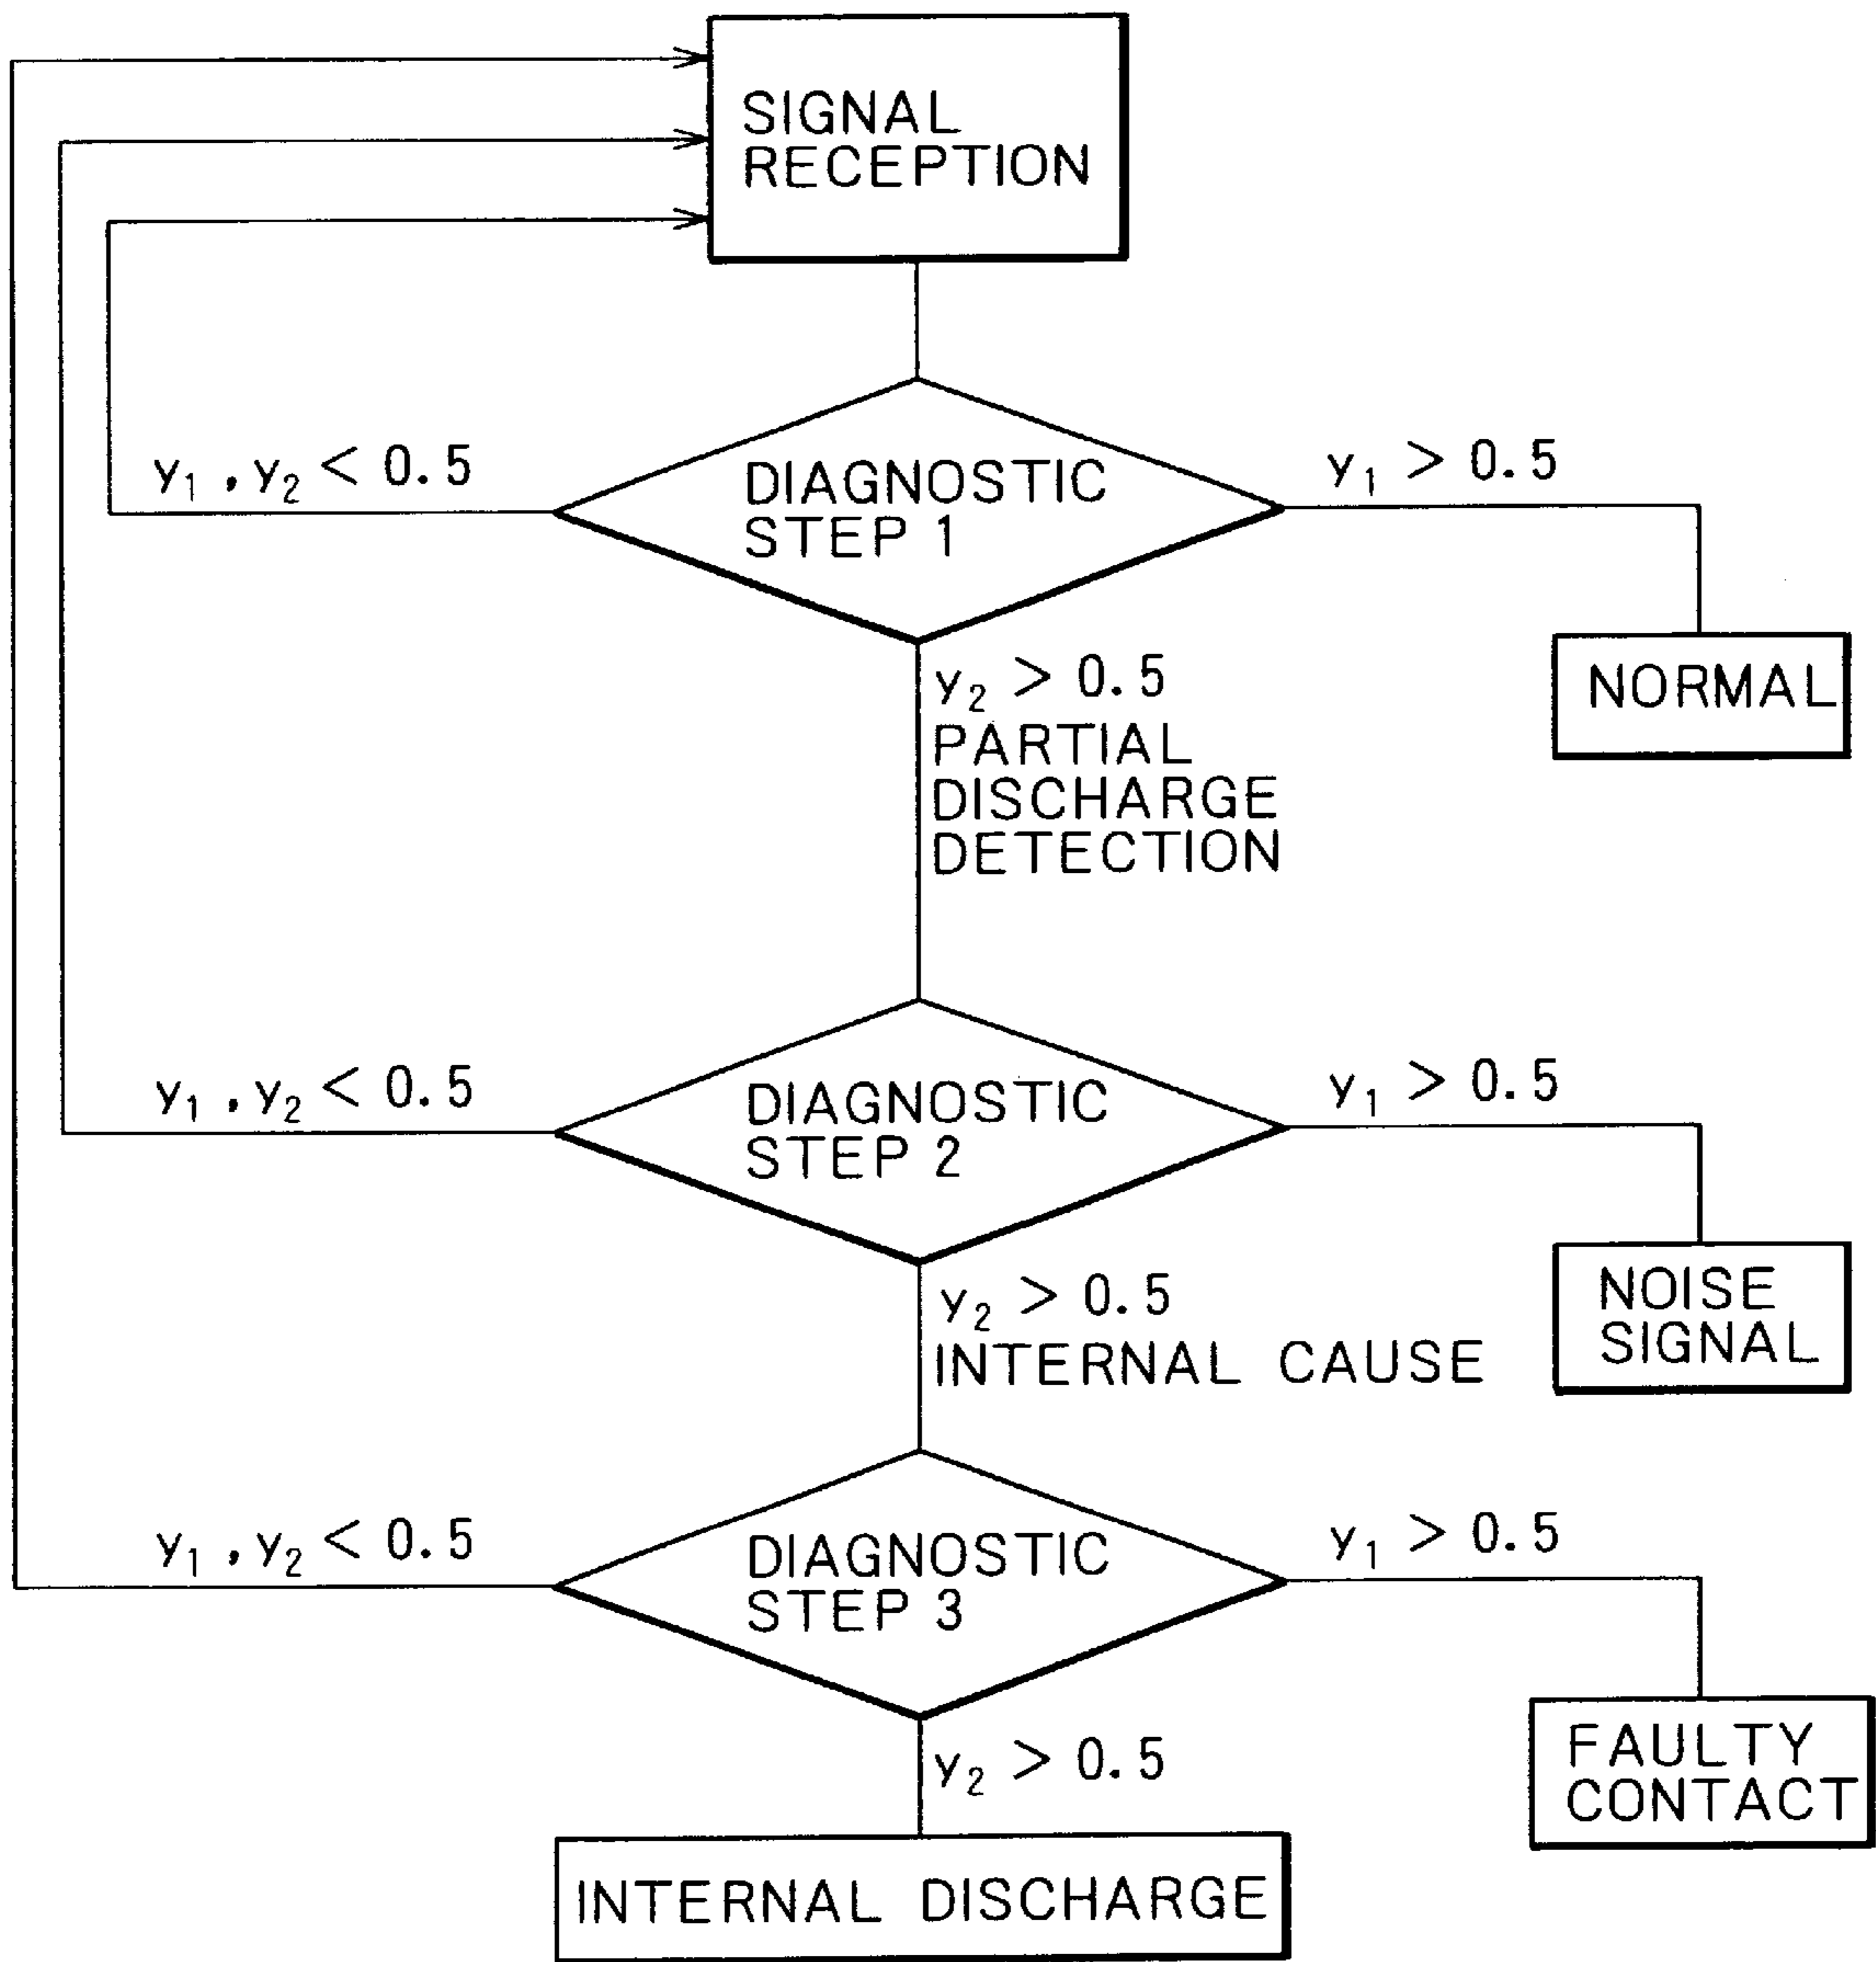 SIGNAL
RECEPTION
y₁ , y₂ < 0.5
DIAGNOSTIC
STEP 1
y₁ > 0.5
NORMAL
y₂ > 0.5
PARTIAL
DISCHARGE
DETECTION
y₁ , y₂ < 0.5
DIAGNOSTIC
STEP 2
y₁ > 0.5
NOISE
SIGNAL
y₂ > 0.5
INTERNAL CAUSE
y₁ , y₂ < 0.5
DIAGNOSTIC
STEP 3
y₁ > 0.5
FAULTY
CONTACT
y₂ > 0.5
INTERNAL DISCHARGE